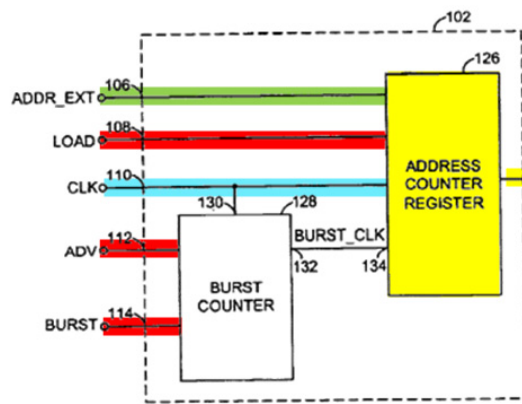 102
126
106
ADDR_EXT
108
LOAD
ADDRESS
COUNTER
REGISTER
110
CLK
130
128
BURST_CLK
112
ADV
132
134
BURST
COUNTER
114
BURST